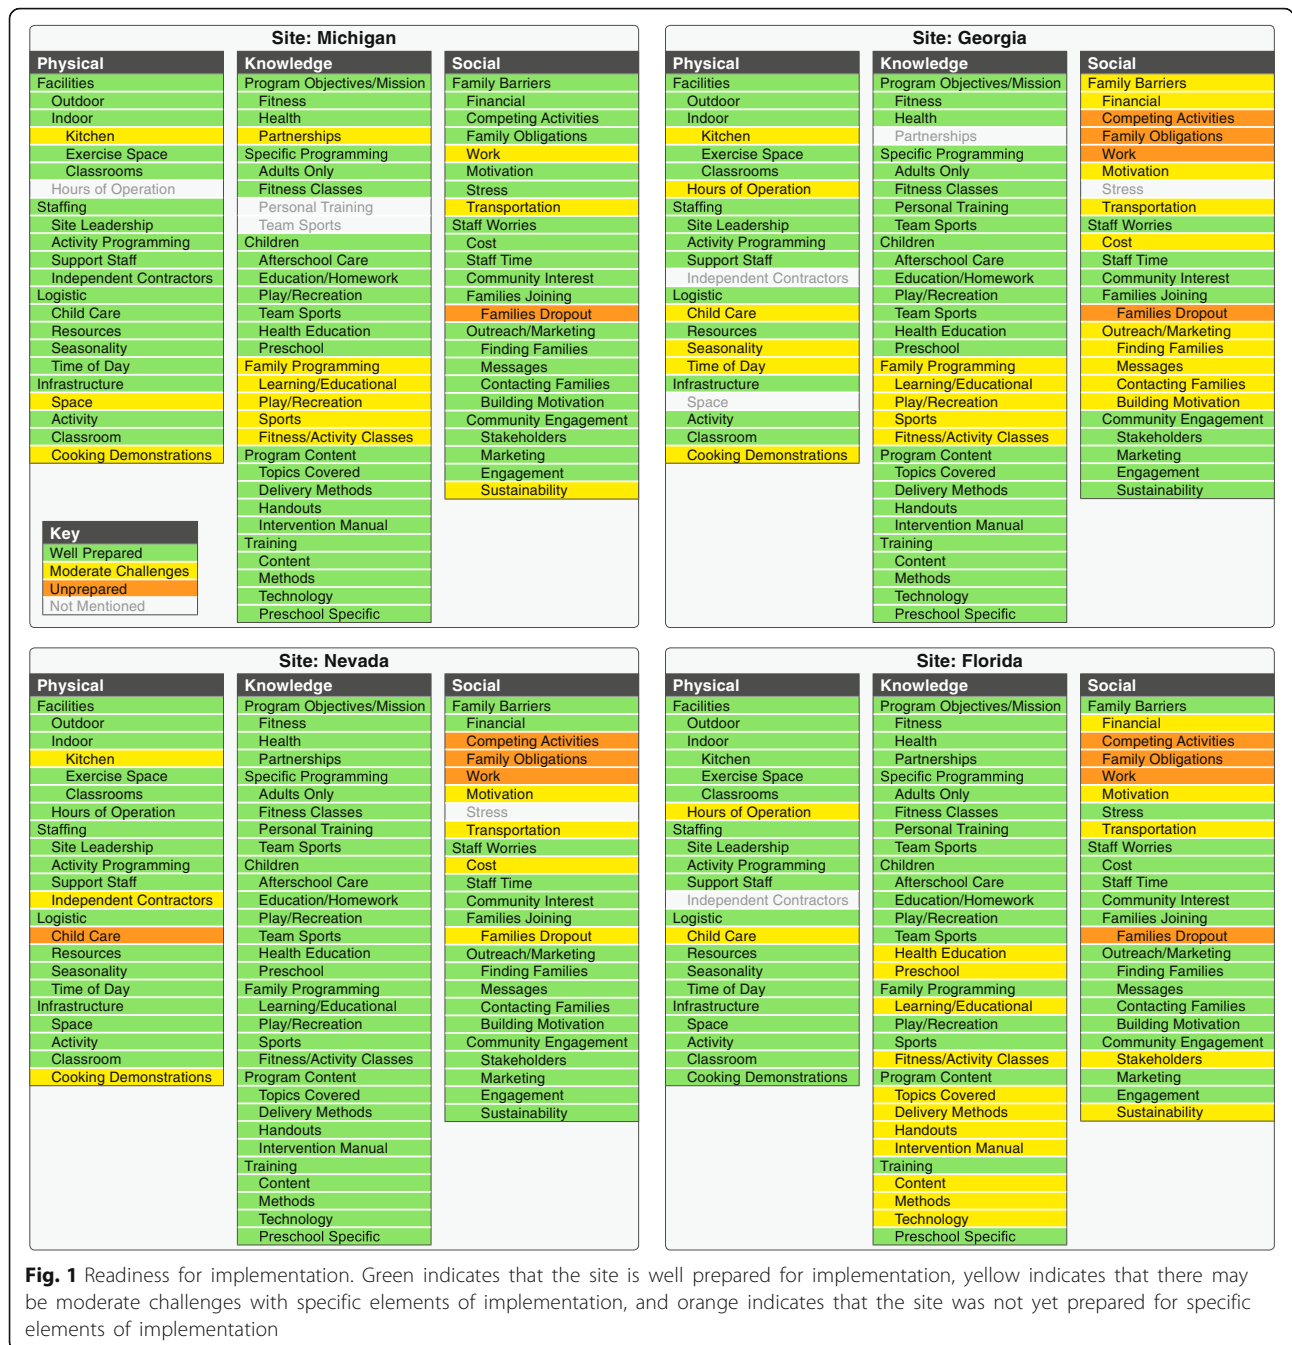 Site: Michigan
Physical
Facilities
Outdoor
Indoor
Kitchen
Exercise Space
Classrooms
Hours of Operation
Staffing
Site Leadership
Activity Programming
Support Staff
Independent Contractors
Logistic
Child Care
Resources
Seasonality
Time of Day
Infrastructure
Space
Activity
Classroom
Cooking Demonstrations
Key
Well Prepared
Moderate Challenges
Unprepared
Not Mentioned
Knowledge
Program Objectives/Mission
Fitness
Health
Partnerships
Specific Programming
Adults Only
Fitness Classes
Personal Training
Team Sports
Children
Afterschool Care
Education/Homework
Play/Recreation
Team Sports
Health Education
Preschool
Family Programming
Learning/Educational
Play/Recreation
Sports
Fitness/Activity Classes
Program Content
Topics Covered
Delivery Methods
Handouts
Intervention Manual
Training
Content
Methods
Technology
Preschool Specific
Social
Family Barriers
Financial
Competing Activities
Family Obligations
Work
Motivation
Stress
Transportation
Staff Worries
Cost
Staff Time
Community Interest
Families Joining
Families Dropout
Outreach/Marketing
Finding Families
Messages
Contacting Families
Building Motivation
Community Engagement
Stakeholders
Marketing
Engagement
Sustainability
Site: Georgia
Physical
Facilities
Outdoor
Indoor
Kitchen
Exercise Space
Classrooms
Hours of Operation
Staffing
Site Leadership
Activity Programming
Support Staff
Independent Contractors
Logistic
Child Care
Resources
Seasonality
Time of Day
Infrastructure
Space
Activity
Classroom
Cooking Demonstrations
Knowledge
Program Objectives/Mission
Fitness
Health
Partnerships
Specific Programming
Adults Only
Fitness Classes
Personal Training
Team Sports
Children
Afterschool Care
Education/Homework
Play/Recreation
Team Sports
Health Education
Preschool
Family Programming
Learning/Educational
Play/Recreation
Sports
Fitness/Activity Classes
Program Content
Topics Covered
Delivery Methods
Handouts
Intervention Manual
Training
Content
Methods
Technology
Preschool Specific
Social
Family Barriers
Financial
Competing Activities
Family Obligations
Work
Motivation
Stress
Transportation
Staff Worries
Cost
Staff Time
Community Interest
Families Joining
Families Dropout
Outreach/Marketing
Finding Families
Messages
Contacting Families
Building Motivation
Community Engagement
Stakeholders
Marketing
Engagement
Sustainability
Site: Nevada
Physical
Facilities
Outdoor
Indoor
Kitchen
Exercise Space
Classrooms
Hours of Operation
Staffing
Site Leadership
Activity Programming
Support Staff
Independent Contractors
Logistic
Child Care
Resources
Seasonality
Time of Day
Infrastructure
Space
Activity
Classroom
Cooking Demonstrations
Knowledge
Program Objectives/Mission
Fitness
Health
Partnerships
Specific Programming
Adults Only
Fitness Classes
Personal Training
Team Sports
Children
Afterschool Care
Education/Homework
Play/Recreation
Team Sports
Health Education
Preschool
Family Programming
Learning/Educational
Play/Recreation
Sports
Fitness/Activity Classes
Program Content
Topics Covered
Delivery Methods
Handouts
Intervention Manual
Training
Content
Methods
Technology
Preschool Specific
Social
Family Barriers
Financial
Competing Activities
Family Obligations
Work
Motivation
Stress
Transportation
Staff Worries
Cost
Staff Time
Community Interest
Families Joining
Families Dropout
Outreach/Marketing
Finding Families
Messages
Contacting Families
Building Motivation
Community Engagement
Stakeholders
Marketing
Engagement
Sustainability
Site: Florida
Physical
Facilities
Outdoor
Indoor
Kitchen
Exercise Space
Classrooms
Hours of Operation
Staffing
Site Leadership
Activity Programming
Support Staff
Independent Contractors
Logistic
Child Care
Resources
Seasonality
Time of Day
Infrastructure
Space
Activity
Classroom
Cooking Demonstrations
Knowledge
Program Objectives/Mission
Fitness
Health
Partnerships
Specific Programming
Adults Only
Fitness Classes
Personal Training
Team Sports
Children
Afterschool Care
Education/Homework
Play/Recreation
Team Sports
Health Education
Preschool
Family Programming
Learning/Educational
Play/Recreation
Sports
Fitness/Activity Classes
Program Content
Topics Covered
Delivery Methods
Handouts
Intervention Manual
Training
Content
Methods
Technology
Preschool Specific
Social
Family Barriers
Financial
Competing Activities
Family Obligations
Work
Motivation
Stress
Transportation
Staff Worries
Cost
Staff Time
Community Interest
Families Joining
Families Dropout
Outreach/Marketing
Finding Families
Messages
Contacting Families
Building Motivation
Community Engagement
Stakeholders
Marketing
Engagement
Sustainability
Fig. 1 Readiness for implementation. Green indicates that the site is well prepared for implementation, yellow indicates that there may
be moderate challenges with specific elements of implementation, and orange indicates that the site was not yet prepared for specific
elements of implementation